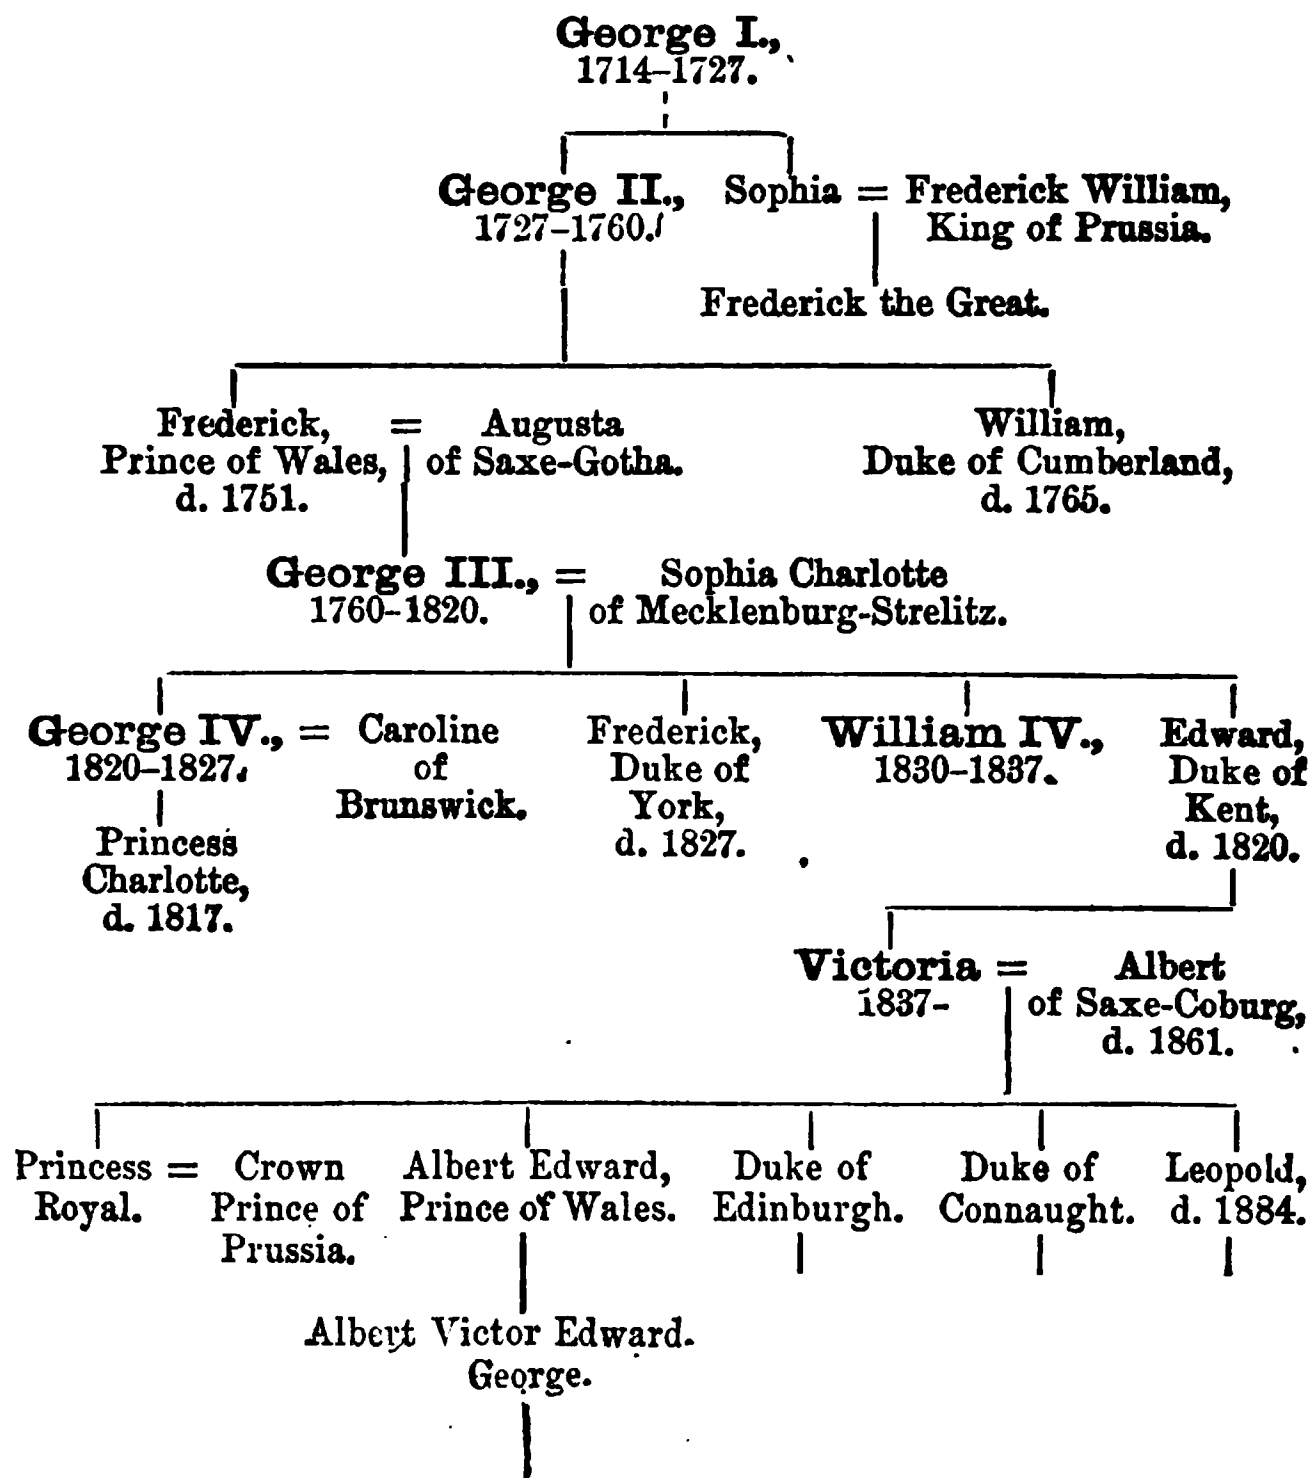 George I.,
1714–1727.
George II.,
1727–1760.
Sophia = Frederick William,
King of Prussia.
Frederick the Great.
Frederick,
Prince of Wales,
d. 1751.
=
Augusta
of Saxe-Gotha.
William,
Duke of Cumberland,
d. 1765.
George III., =
1760–1820.
Sophia Charlotte
of Mecklenburg-Strelitz.
George IV., =
1820–1827.
Caroline
of
Brunswick.
Frederick,
Duke of
York,
d. 1827.
William IV.,
1830–1837.
Edward,
Duke of
Kent,
d. 1820.
Princess
Charlotte,
d. 1817.
Victoria =
1837-
Albert
of Saxe-Coburg,
d. 1861.
Princess =
Royal.
Crown
Prince of
Prussia.
Albert Edward,
Prince of Wales.
Duke of
Edinburgh.
Duke of
Connaught.
Leopold,
d. 1884.
Albert Victor Edward.
George.